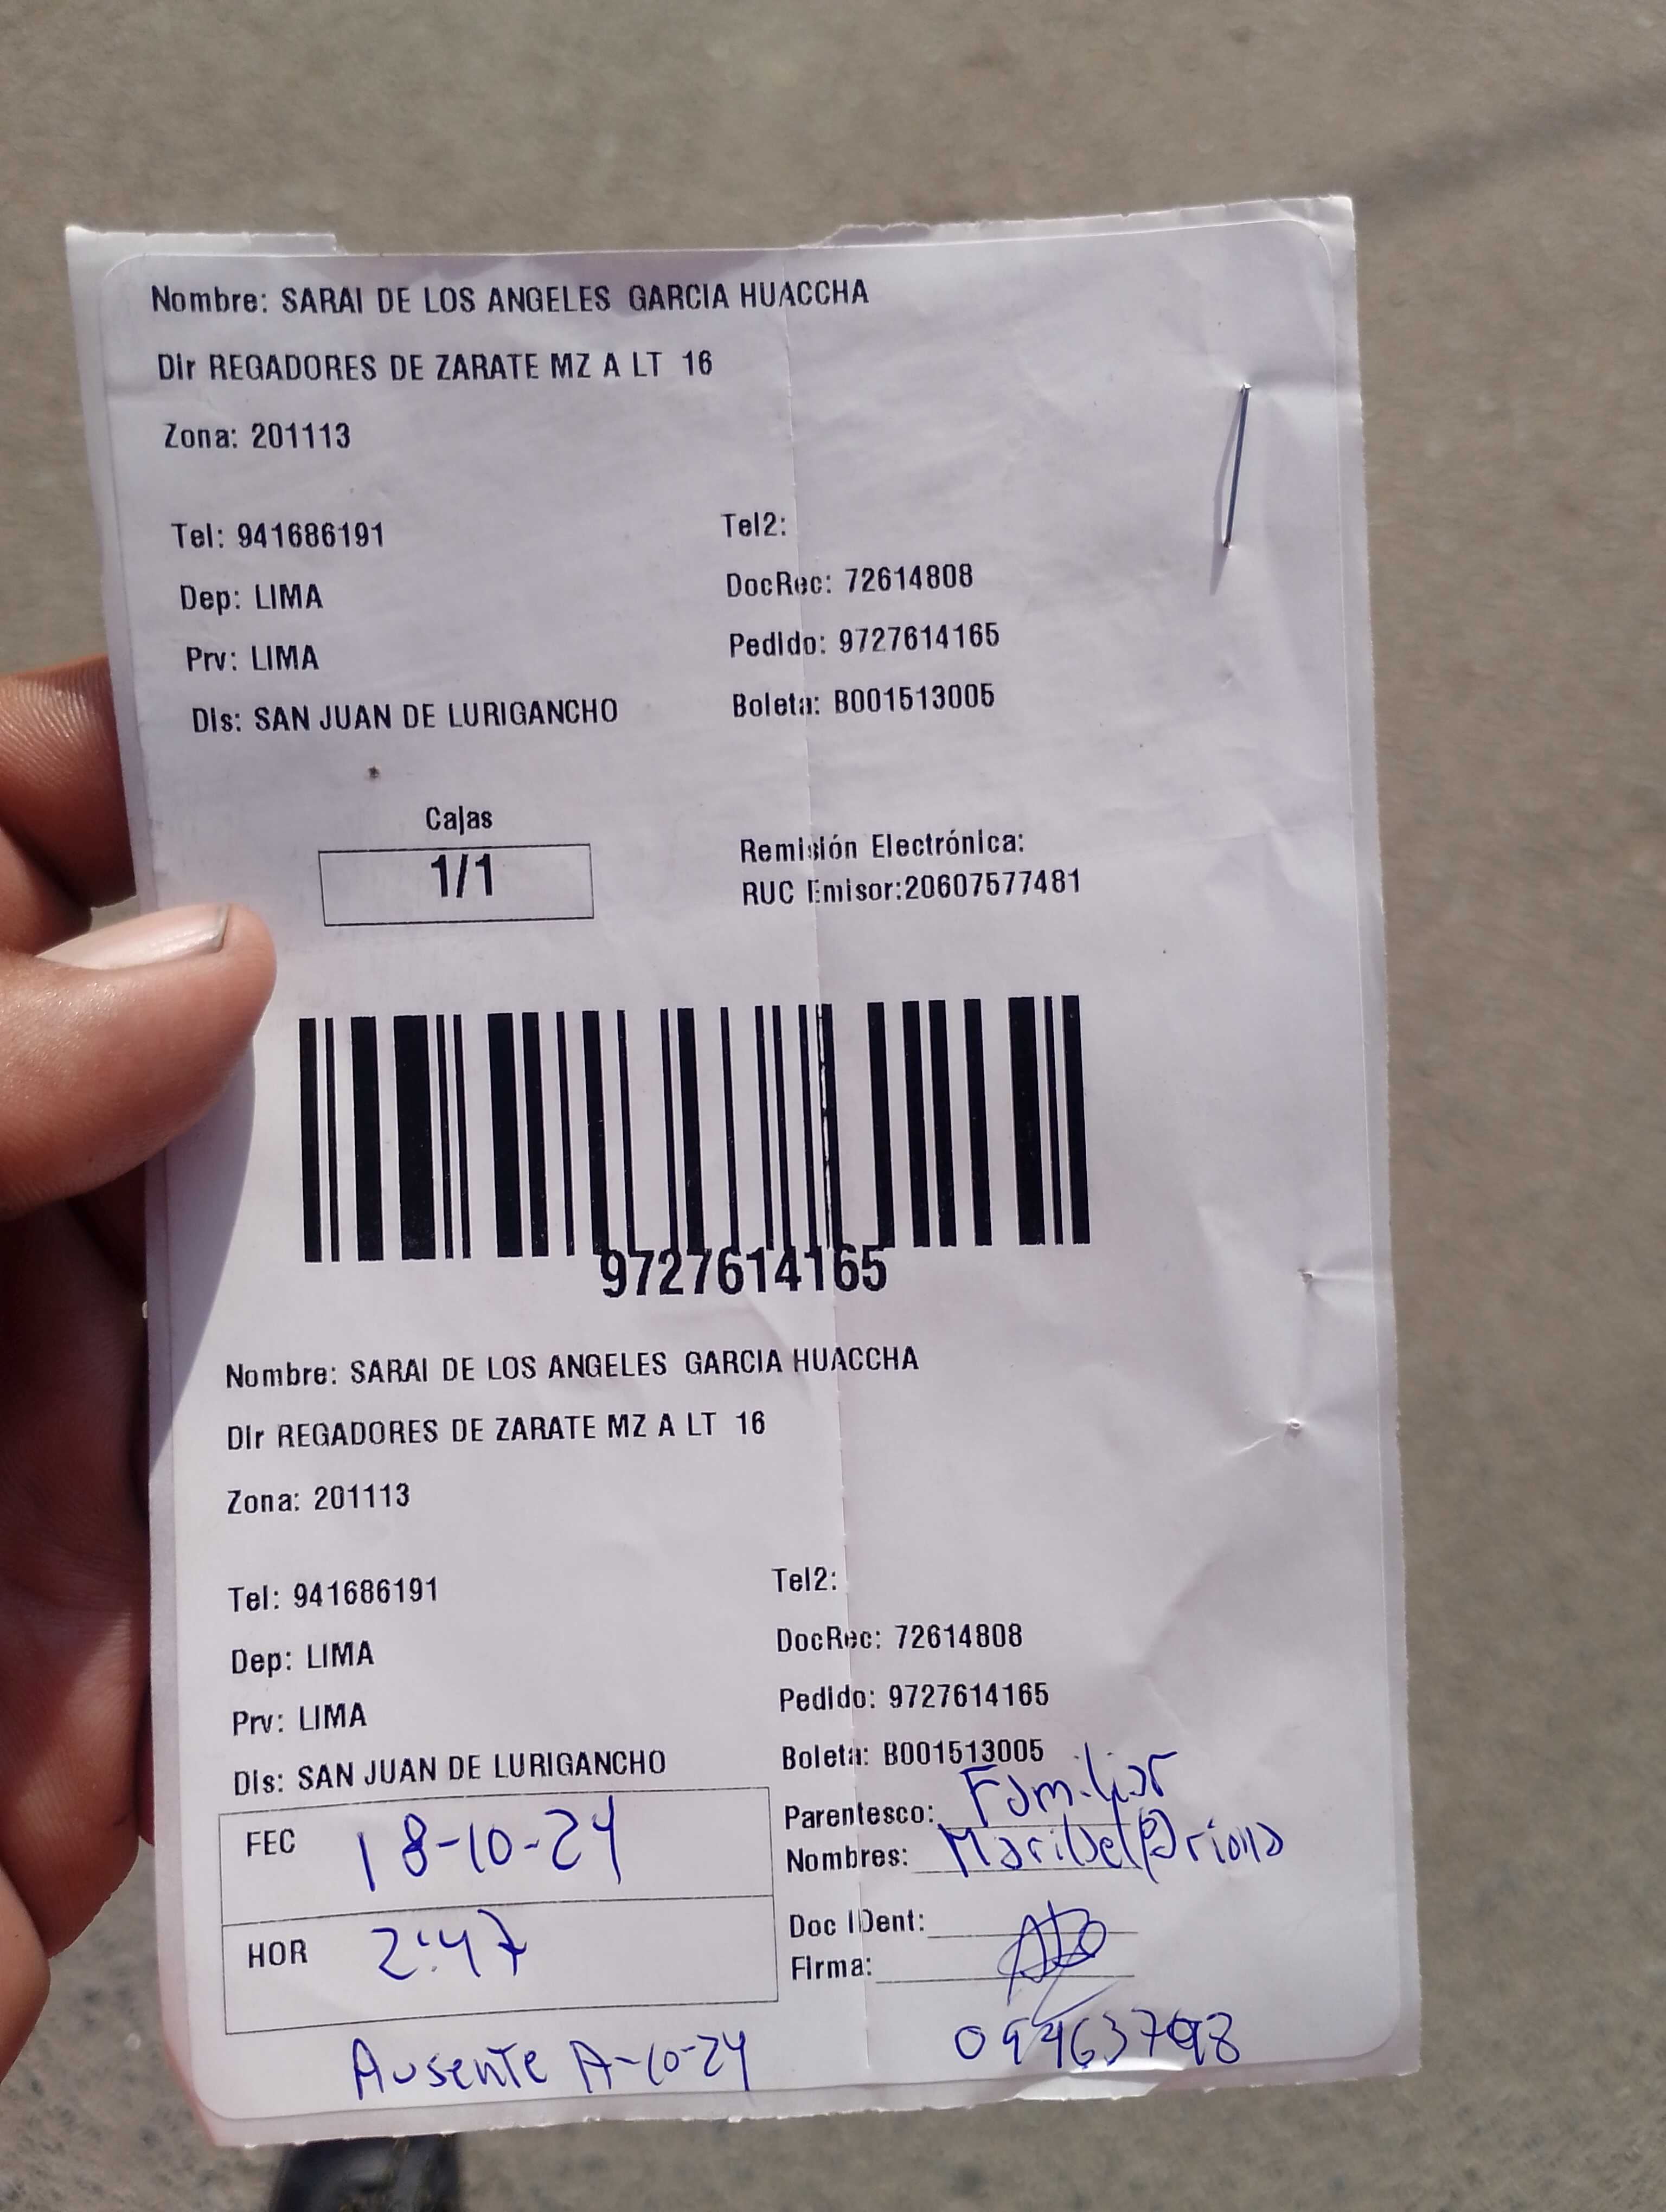 Nombre: SARAI DE LOS ANGELES GARCIA HUACCHA
Dir REGADORES DE ZARATE MZ A LT 16
Zona: 201113
Tel: 941686191 Tel2:
Dep: LIMA DocRec: 72614808
Prv: LIMA Pedido: 9727614165
Dis: SAN JUAN DE LURIGANCHO Boleta: B001513005
Cajas
1/1
Remisión Electrónica:
RUC Emisor:20607577481
9727614165
Nombre: SARAI DE LOS ANGELES GARCIA HUACCHA
Dir REGADORES DE ZARATE MZ A LT 16
Zona: 201113
Tel: 941686191 Tel2:
Dep: LIMA DocRec: 72614808
Prv: LIMA Pedido: 9727614165
Dis: SAN JUAN DE LURIGANCHO Boleta: B001513005
FEC 18-10-24
HOR 2:47
Parentesco: Familiar
Nombres: Maribel
Doc IDent:
Firma:
Ausente